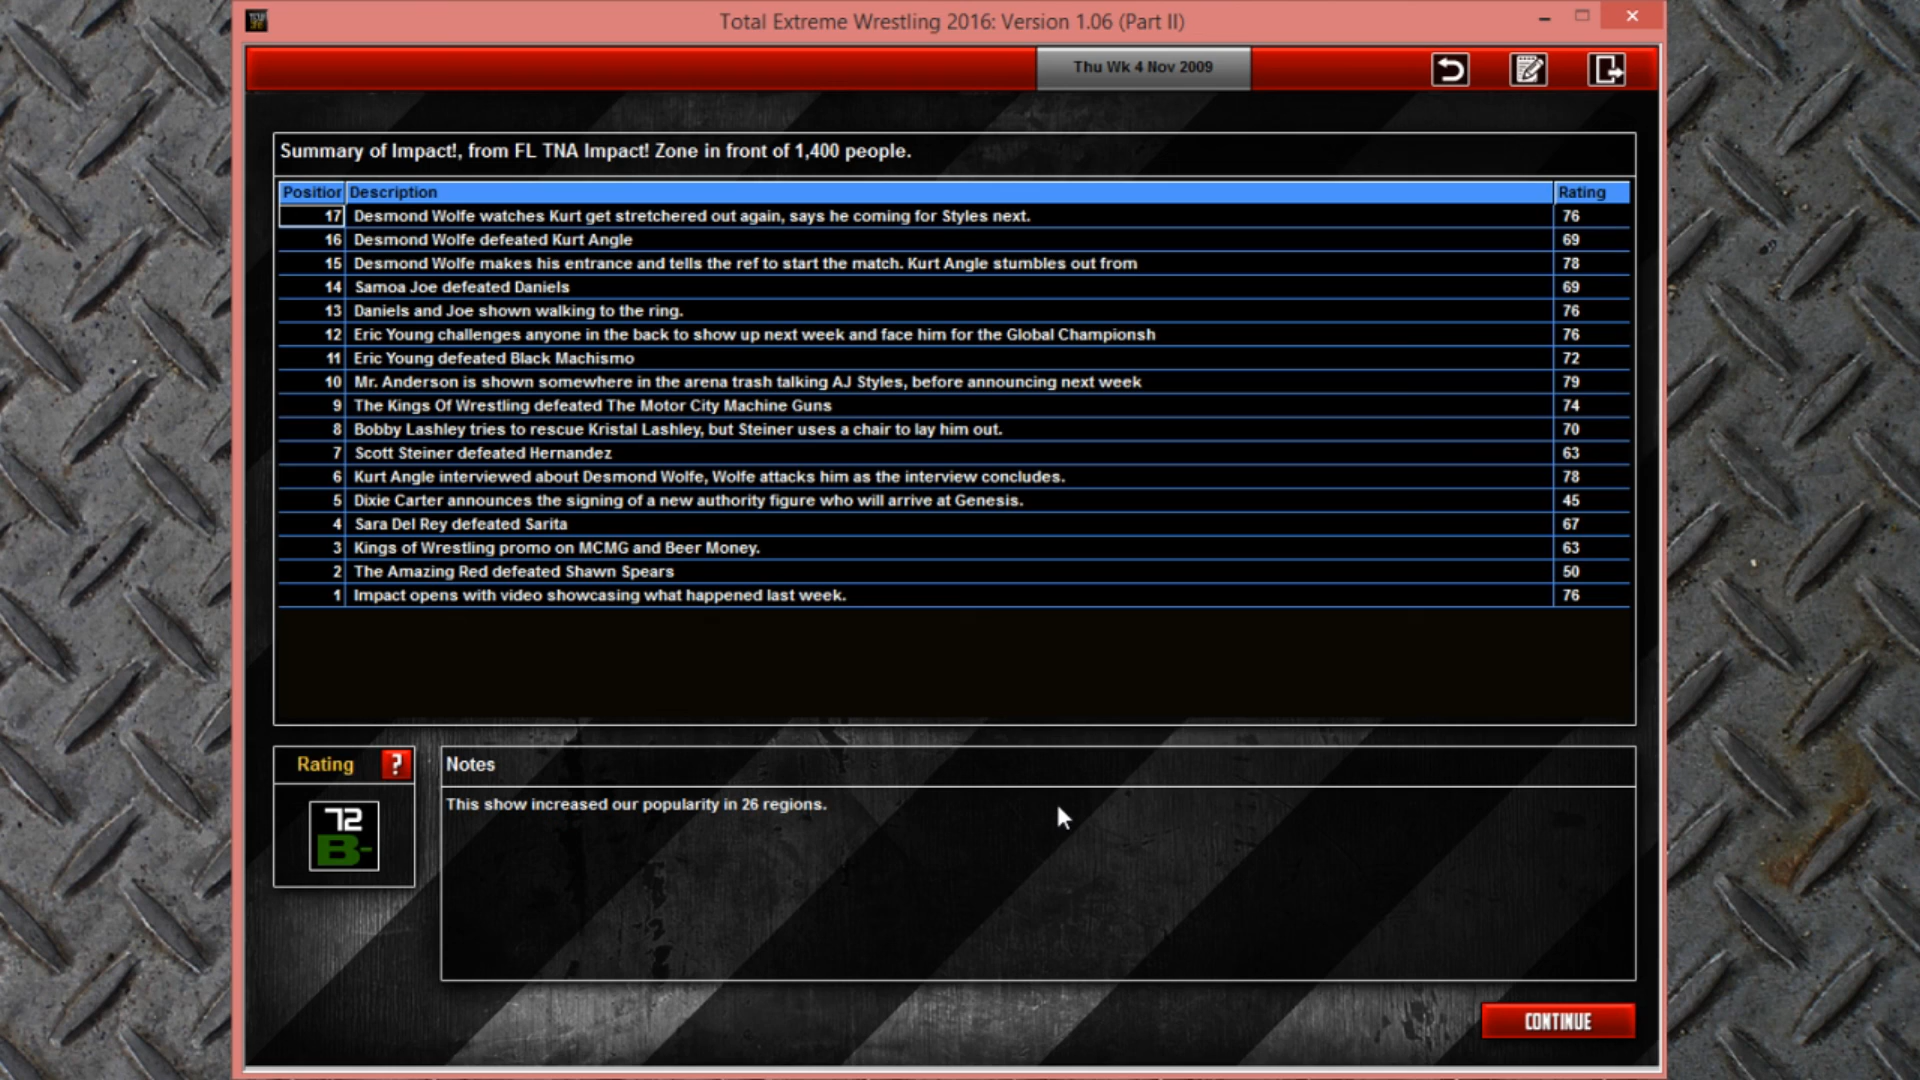 Total Extreme Wrestling 2016: Version 1.06 (Part II)
Thu Wk 4 Nov 2009
Summary of Impact!, from FL TNA Impact! Zone in front of 1,400 people.
Position Description Rating
17 Desmond Wolfe watches Kurt get stretchered out again, says he coming for Styles next. 76
16 Desmond Wolfe defeated Kurt Angle 69
15 Desmond Wolfe makes his entrance and tells the ref to start the match. Kurt Angle stumbles out from 78
14 Samoa Joe defeated Daniels 69
13 Daniels and Joe shown walking to the ring. 76
12 Eric Young challenges anyone in the back to show up next week and face him for the Global Championsh 76
11 Eric Young defeated Black Machismo 72
10 Mr. Anderson is shown somewhere in the arena trash talking AJ Styles, before announcing next week 79
9 The Kings Of Wrestling defeated The Motor City Machine Guns 74
8 Bobby Lashley tries to rescue Kristal Lashley, but Steiner uses a chair to lay him out. 70
7 Scott Steiner defeated Hernandez 63
6 Kurt Angle interviewed about Desmond Wolfe, Wolfe attacks him as the interview concludes. 78
5 Dixie Carter announces the signing of a new authority figure who will arrive at Genesis. 45
4 Sara Del Rey defeated Sarita 67
3 Kings of Wrestling promo on MCMG and Beer Money. 63
2 The Amazing Red defeated Shawn Spears 50
1 Impact opens with video showcasing what happened last week. 76
Rating ?
72
B-
Notes
This show increased our popularity in 26 regions.
CONTINUE